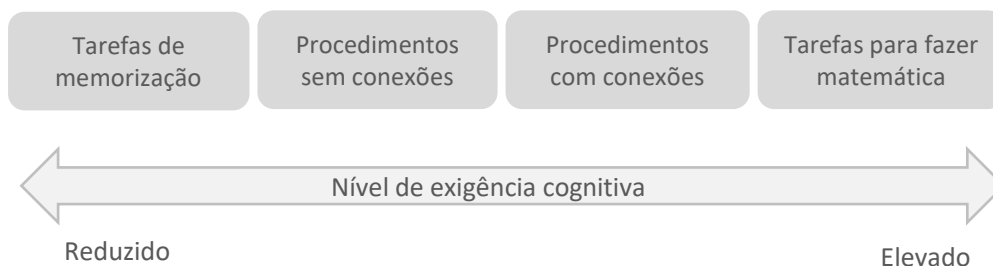 Tarefas de
memorização
Procedimentos
sem conexões
Procedimentos
com conexões
Tarefas para fazer
matemática
Nível de exigência cognitiva
Reduzido
Elevado